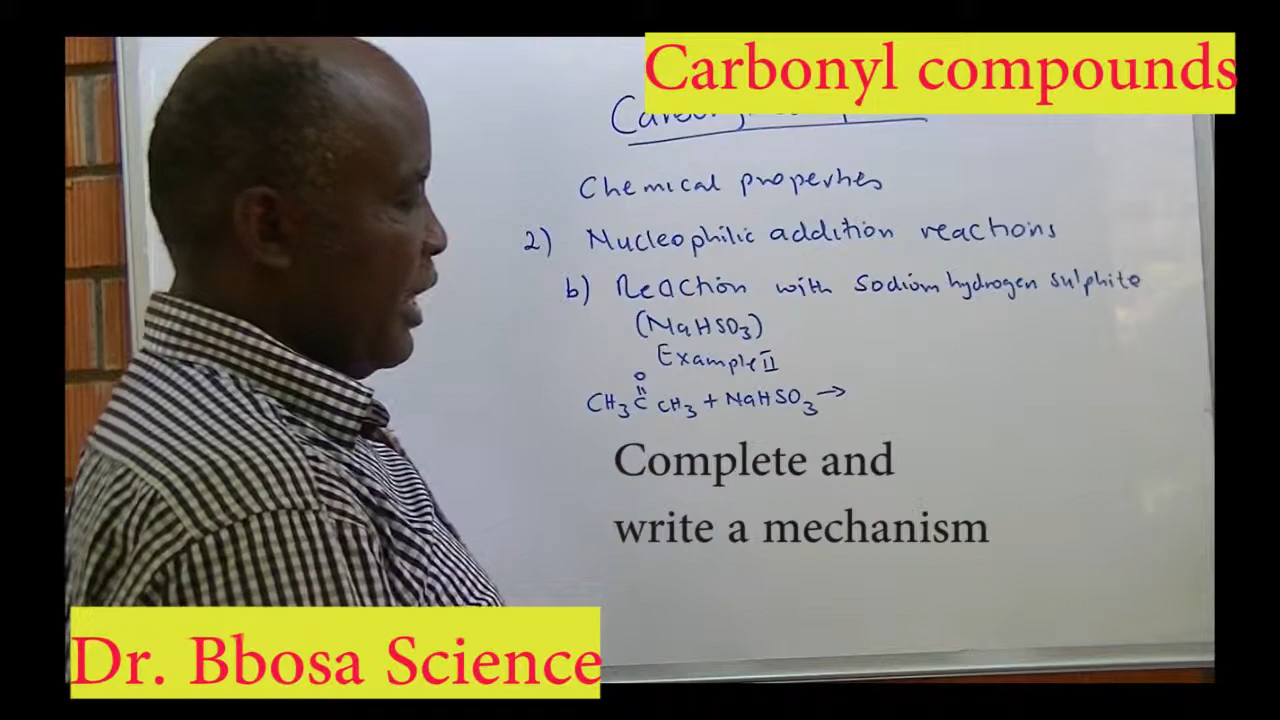 Carbonyl compounds
Chemical properties
2) Nucleophilic addition reactions
b) Reaction with Sodium hydrogen sulphite
(NaHSO3)
Example II
O
CH3 C CH3 + NaHSO3 →
Complete and
write a mechanism
Dr. Bbosa Science